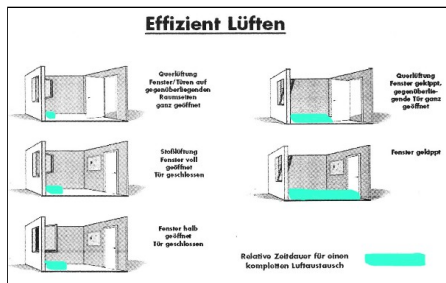 Effizient Lüften
Querlüftung
Fenster/Türen auf
gegenüberliegenden
Raumseiten
ganz geöffnet
Stoßlüftung
Fenster voll
geöffnet
Tür geschlossen
Fenster halb
geöffnet
Tür geschlossen
Querlüftung
Fenster gekippt,
gegenüberlie-
gende Tür ganz
geöffnet
Fenster gekippt
Relative Zeitdauer für einen
kompletten Luftaustausch